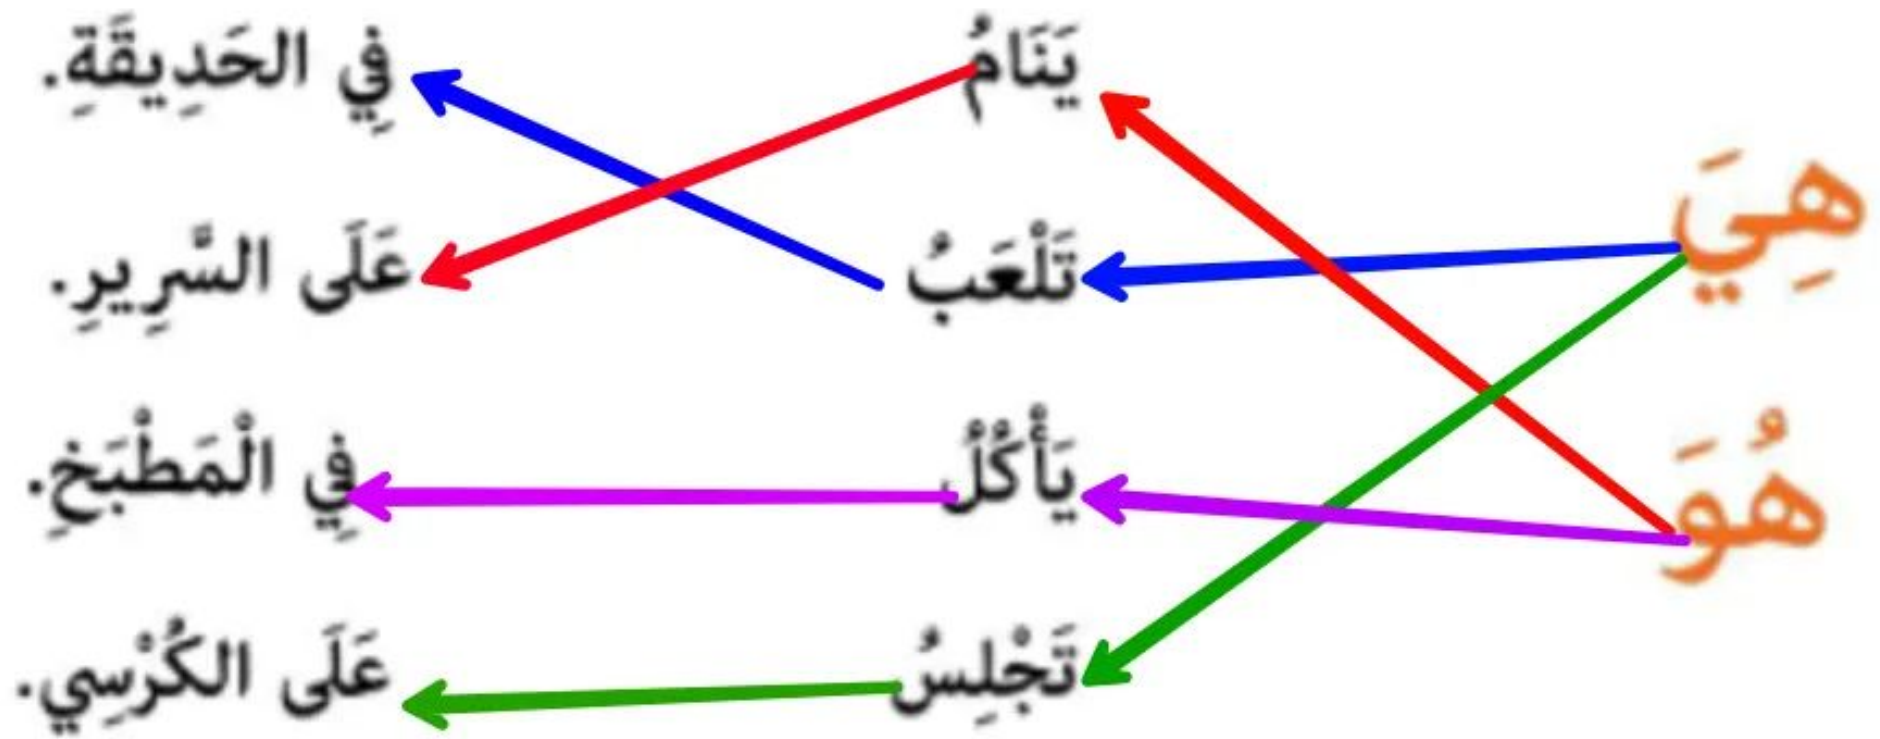 يَنَامُ فِي الحَدِيقَةِ.
هِيَ
تَلْعَبُ عَلَى السَّرِيرِ.
هُوَ
يَأْكُلْ فِي الْمَطْبَخِ.
تَجْلِسُ عَلَى الكُرْسِي.